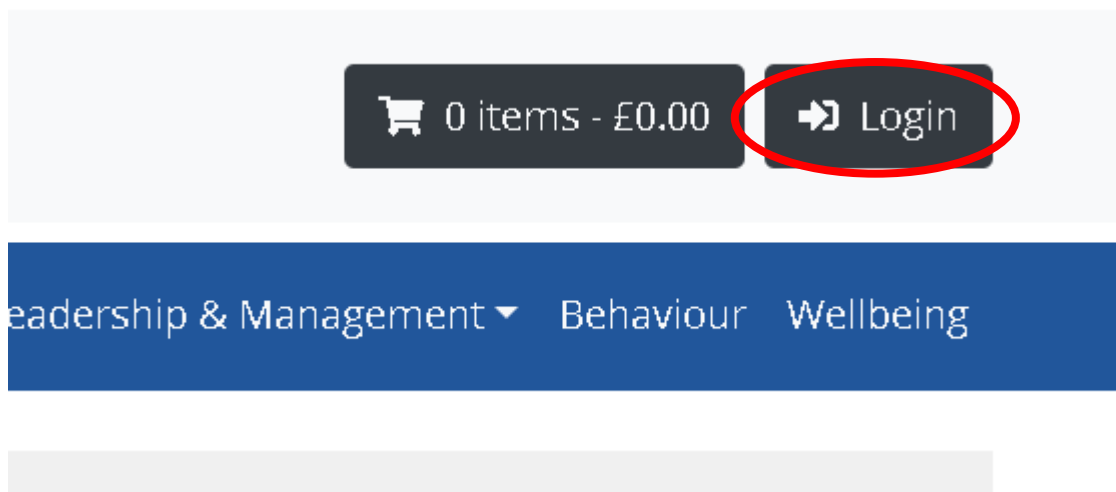 0 items - £0.00 Login
eadership & Management Behaviour Wellbeing